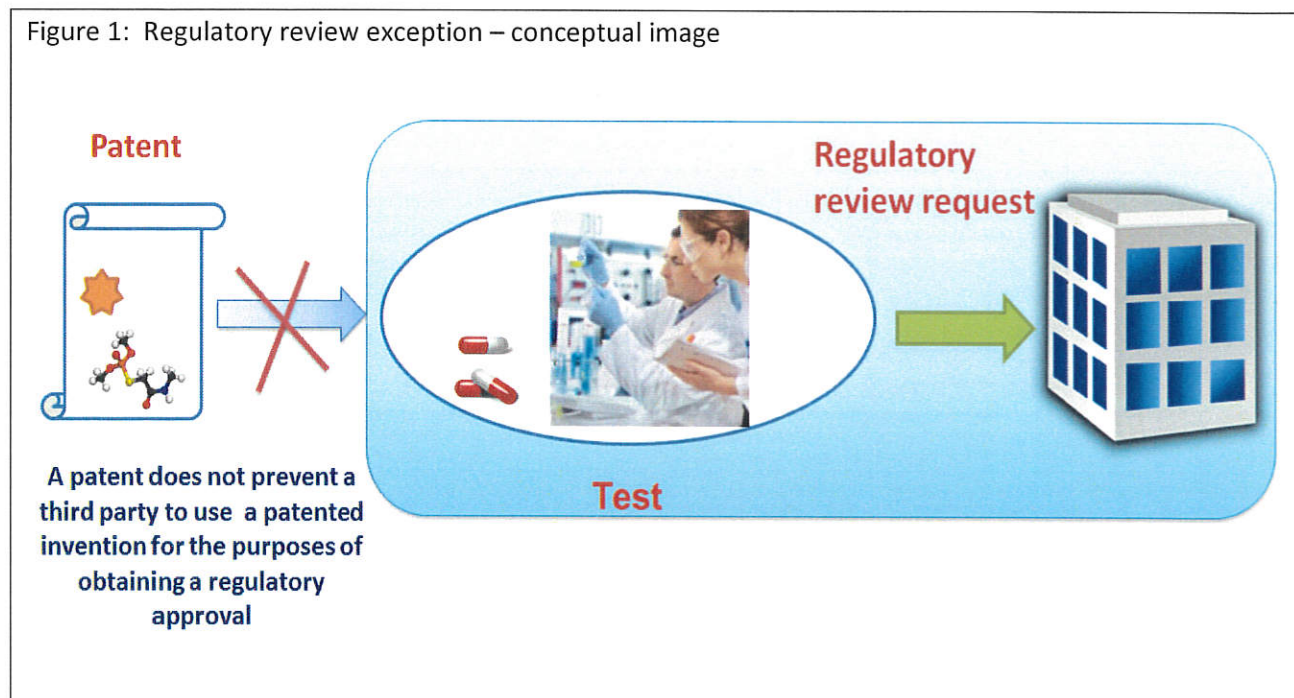 Figure 1: Regulatory review exception – conceptual image
Patent
A patent does not prevent a
third party to use a patented
invention for the purposes of
obtaining a regulatory
approval
Test
Regulatory
review request